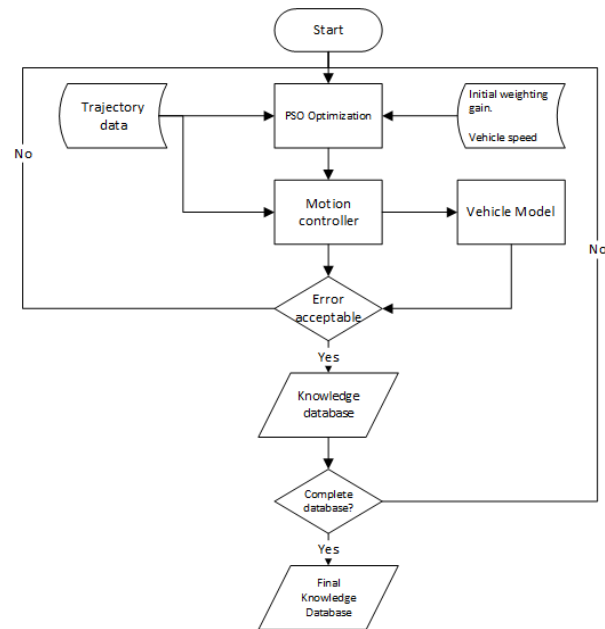 Start
Trajectory
data
PSO Optimization
Initial weighting
gain.
Vehicle speed
No
Motion
controller
Vehicle Model
No
Error
acceptable
Yes
Knowledge
database
Complete
database?
Yes
Final
Knowledge
Database